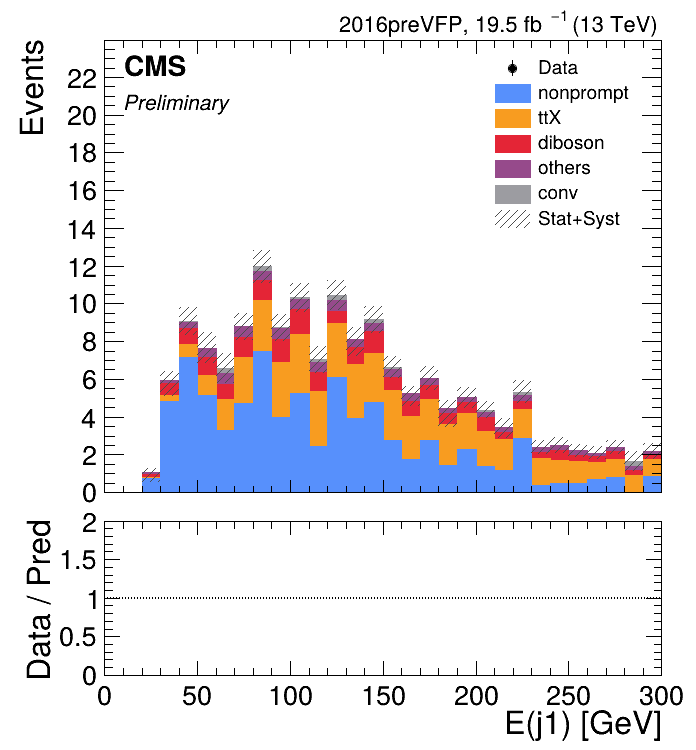 2016preVFP, 19.5 fb ⁻¹ (13 TeV)
Events
CMS
Preliminary
Data
nonprompt
ttX
diboson
others
conv
Stat+Syst
22
20
18
16
14
12
10
8
6
4
2
0
Data / Pred
2
1.5
1
0.5
0
0 50 100 150 200 250 300
E(j1) [GeV]